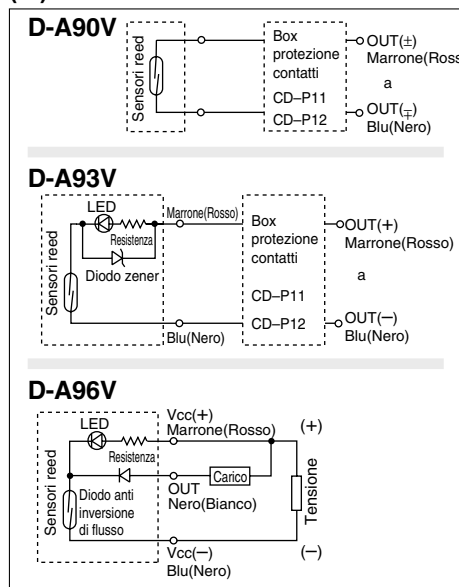 D-A90V
Sensori reed
Box
protezione
contatti
CD–P11
CD–P12
OUT(±)
Marrone(Ross
a
OUT(∓)
Blu(Nero)
D-A93V
LED
Resistenza
Diodo zener
Sensori reed
Marrone(Rosso)
Blu(Nero)
Box
protezione
contatti
CD–P11
CD–P12
OUT(+)
Marrone(Rosso)
a
OUT(—)
Blu(Nero)
D-A96V
LED
Resistenza
Sensori reed
Diodo anti
inversione
di flusso
Vcc(+)
Marrone(Rosso)
OUT
Nero(Bianco)
Carico
Vcc(—)
Blu(Nero)
(+)
Tensione
(—)